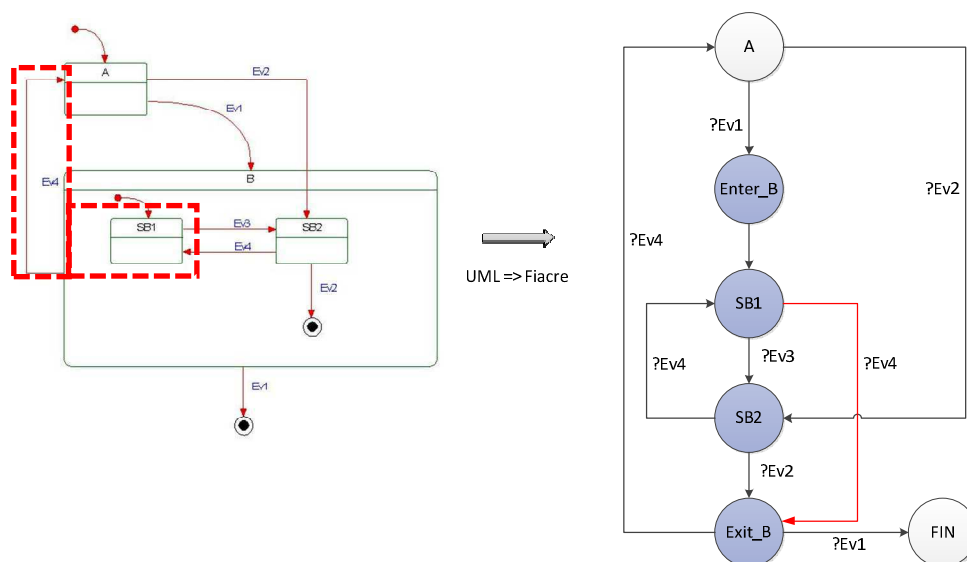 A
Ev2
Ev1
Ev4
B
SB1
Ev3
SB2
Ev4
Ev2
Ev1
UML => Fiacre
A
?Ev1
?Ev2
Enter_B
?Ev4
SB1
?Ev3
?Ev4
?Ev4
SB2
?Ev2
Exit_B
?Ev1
FIN